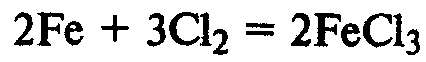 2Fe + 3Cl₂ = 2FeCl₃